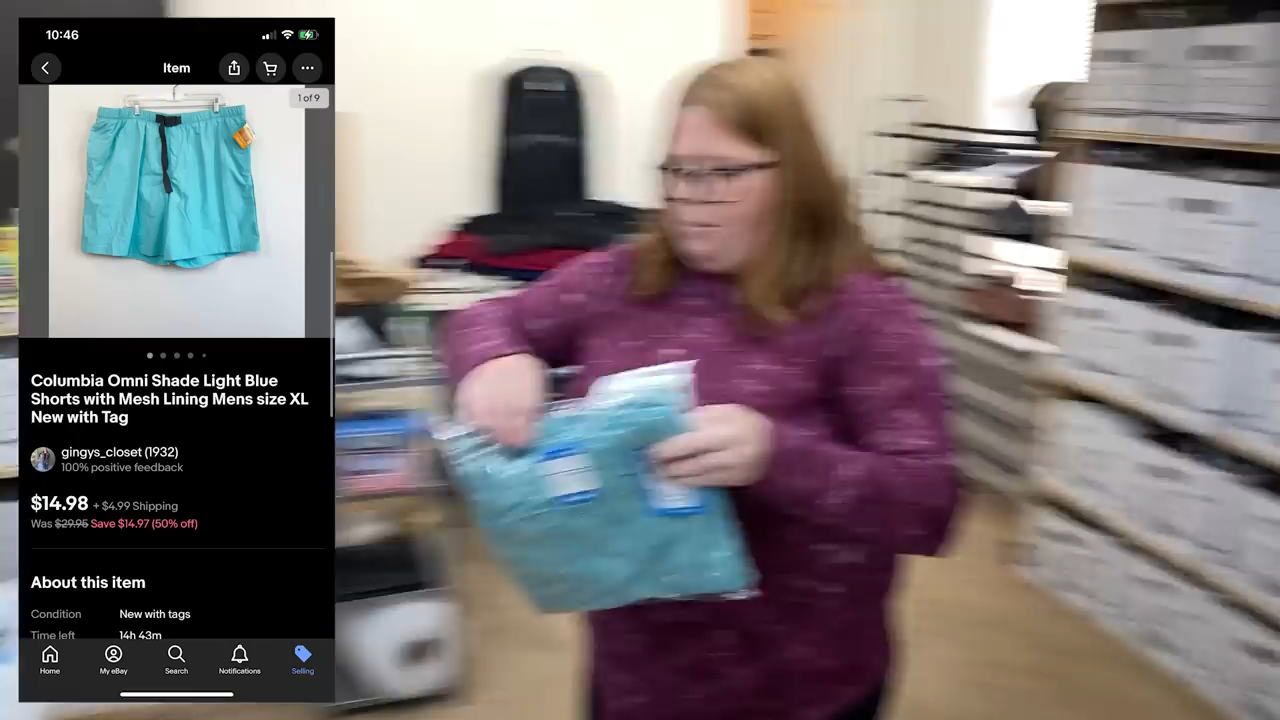 10:46
Item
1 of 9
Columbia Omni Shade Light Blue
Shorts with Mesh Lining Mens size XL
New with Tag
gingys_closet (1932)
100% positive feedback
$14.98 + $4.99 Shipping
Was $29.95 Save $14.97 (50% off)
About this item
Condition New with tags
Time left 14h 43m
Home My eBay Search Notifications Selling